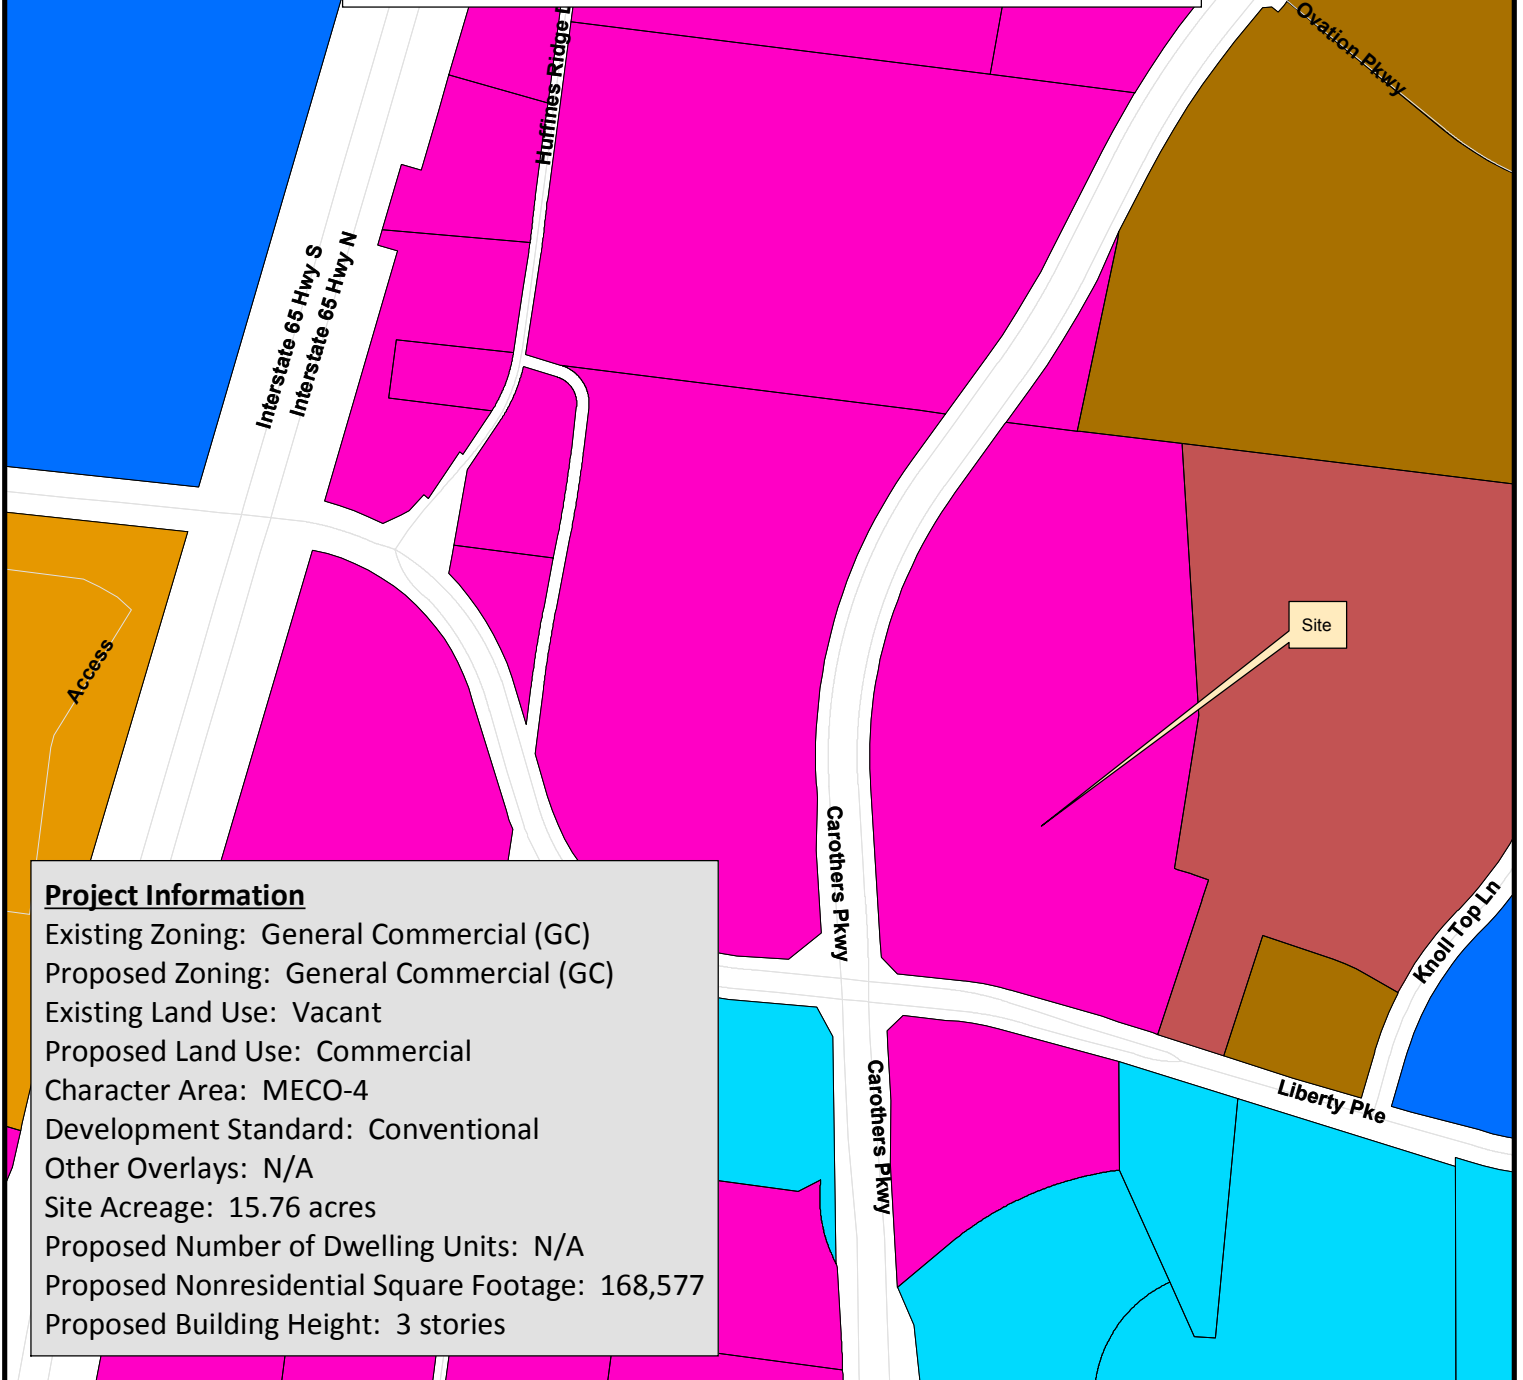 Ovation Pkwy
Huffines Ridge
Interstate 65 Hwy S
Interstate 65 Hwy N
Site
Access
Carothers Pkwy
Knoll Top Ln
Liberty Pke
Carothers Pkwy
Project Information
Existing Zoning: General Commercial (GC)
Proposed Zoning: General Commercial (GC)
Existing Land Use: Vacant
Proposed Land Use: Commercial
Character Area: MECO-4
Development Standard: Conventional
Other Overlays: N/A
Site Acreage: 15.76 acres
Proposed Number of Dwelling Units: N/A
Proposed Nonresidential Square Footage: 168,577
Proposed Building Height: 3 stories